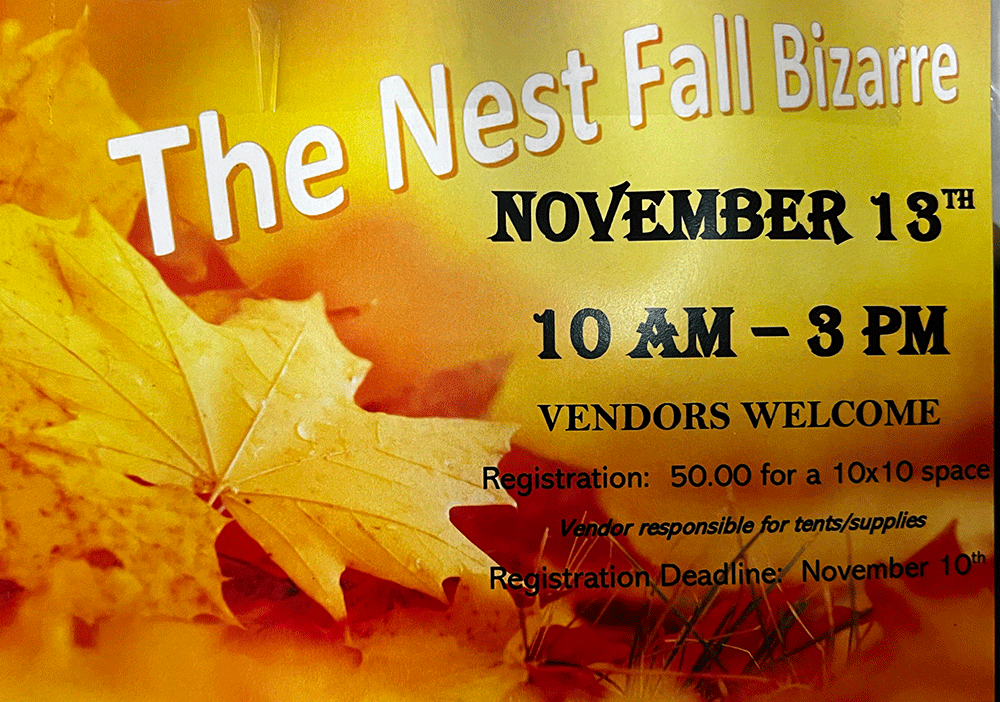 The Nest Fall Bizarre
NOVEMBER 13TH
10 AM – 3 PM
VENDORS WELCOME
Registration: 50.00 for a 10x10 space
Vendor responsible for tents/supplies
Registration Deadline: November 10th